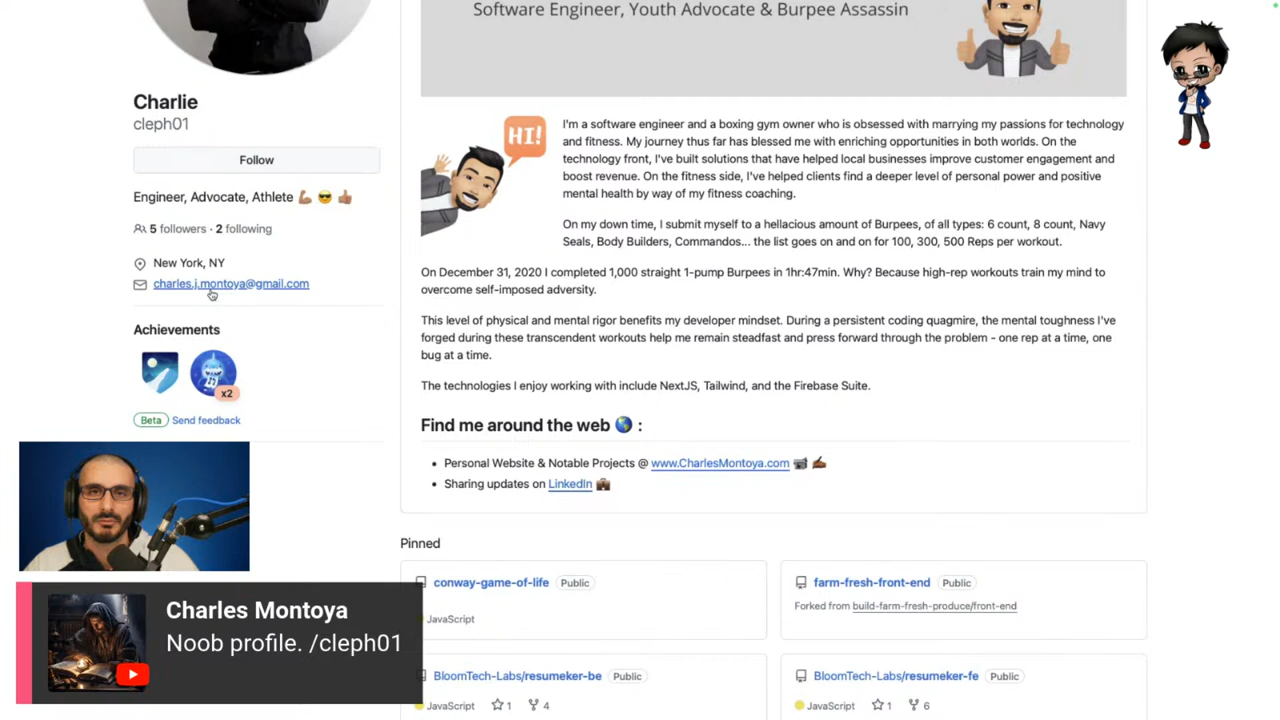 Software Engineer, Youth Advocate & Burpee Assassin
Charlie
cleph01
Follow
Engineer, Advocate, Athlete 💪🏽 😎 👍🏽
5 followers · 2 following
New York, NY
charles.j.montoya@gmail.com
Achievements
x2
Beta Send feedback
HI!
I'm a software engineer and a boxing gym owner who is obsessed with marrying my passions for technology
and fitness. My journey thus far has blessed me with enriching opportunities in both worlds. On the
technology front, I've built solutions that have helped local businesses improve customer engagement and
boost revenue. On the fitness side, I've helped clients find a deeper level of personal power and positive
mental health by way of my fitness coaching.
On my down time, I submit myself to a hellacious amount of Burpees, of all types: 6 count, 8 count, Navy
Seals, Body Builders, Commandos... the list goes on and on for 100, 300, 500 Reps per workout.
On December 31, 2020 I completed 1,000 straight 1-pump Burpees in 1hr:47min. Why? Because high-rep workouts train my mind to
overcome self-imposed adversity.
This level of physical and mental rigor benefits my developer mindset. During a persistent coding quagmire, the mental toughness I've
forged during these transcendent workouts help me remain steadfast and press forward through the problem - one rep at a time, one
bug at a time.
The technologies I enjoy working with include NextJS, Tailwind, and the Firebase Suite.
Find me around the web 🌎 :
• Personal Website & Notable Projects @ www.CharlesMontoya.com 📹 ✍🏽
• Sharing updates on LinkedIn 💼
Pinned
conway-game-of-life Public
JavaScript
farm-fresh-front-end Public
Forked from build-farm-fresh-produce/front-end
BloomTech-Labs/resumeker-be Public
JavaScript 1 4
BloomTech-Labs/resumeker-fe Public
JavaScript 1 6
Charles Montoya
Noob profile. /cleph01